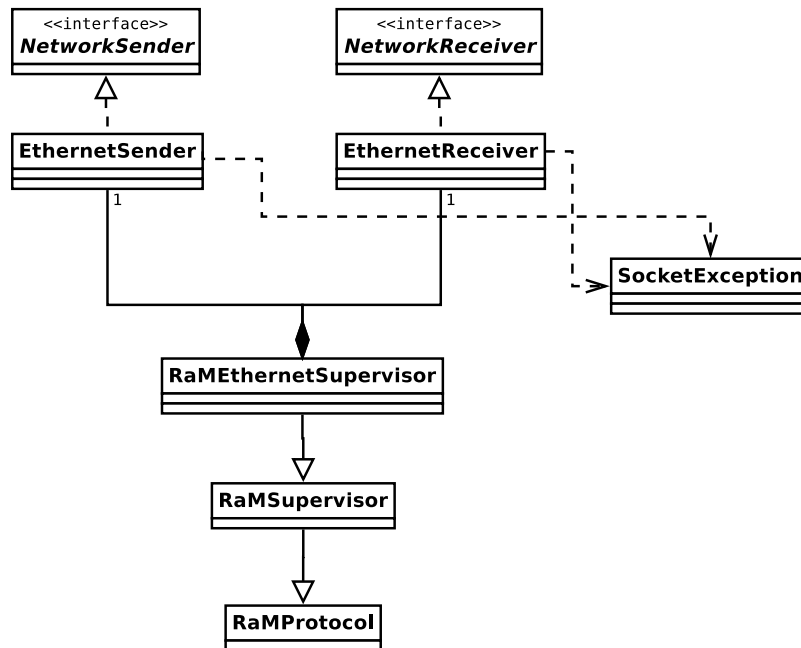 <<interface>>
NetworkSender
<<interface>>
NetworkReceiver
EthernetSender
EthernetReceiver
1
1
SocketException
RaMEthernetSupervisor
RaMSupervisor
RaMProtocol